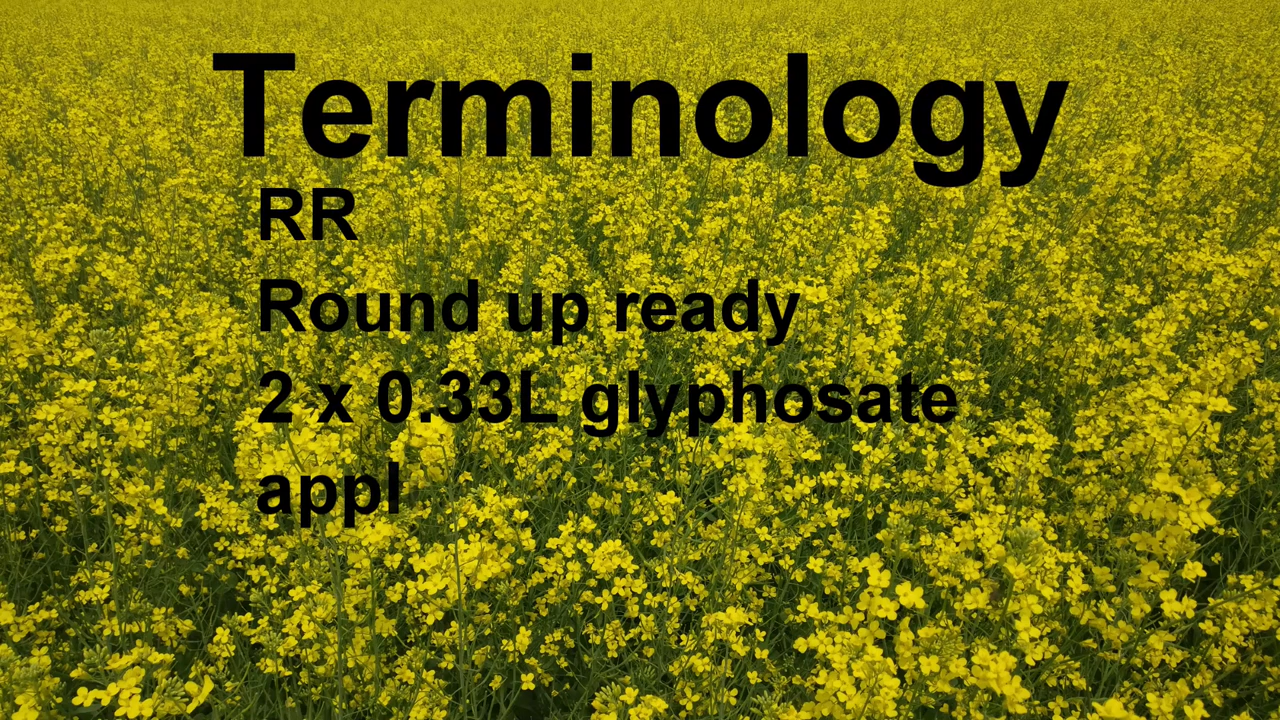 Terminology
RR
Round up ready
2 x 0.33L glyphosate
appl